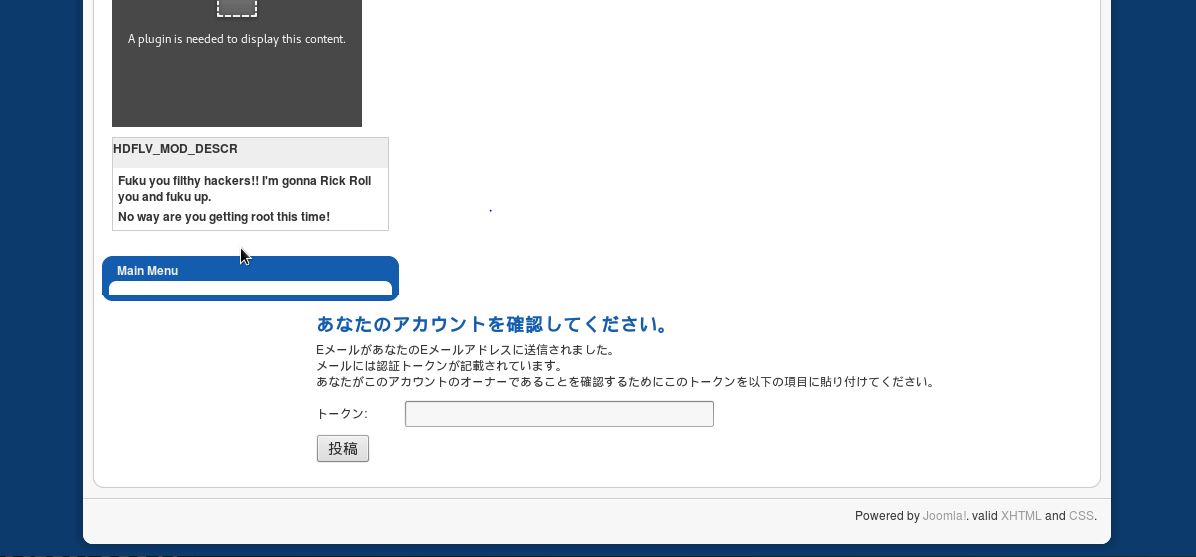 A plugin is needed to display this content.
HDFLV_MOD_DESCR
Fuku you filthy hackers!! I'm gonna Rick Roll
you and fuku up.
No way are you getting root this time!
Main Menu
あなたのアカウントを確認してください。
EメールがあなたのEメールアドレスに送信されました。
メールには認証トークンが記載されています。
あなたがこのアカウントのオーナーであることを確認するためにこのトークンを以下の項目に貼り付けてください。
トークン:
投稿
Powered by Joomla!. valid XHTML and CSS.